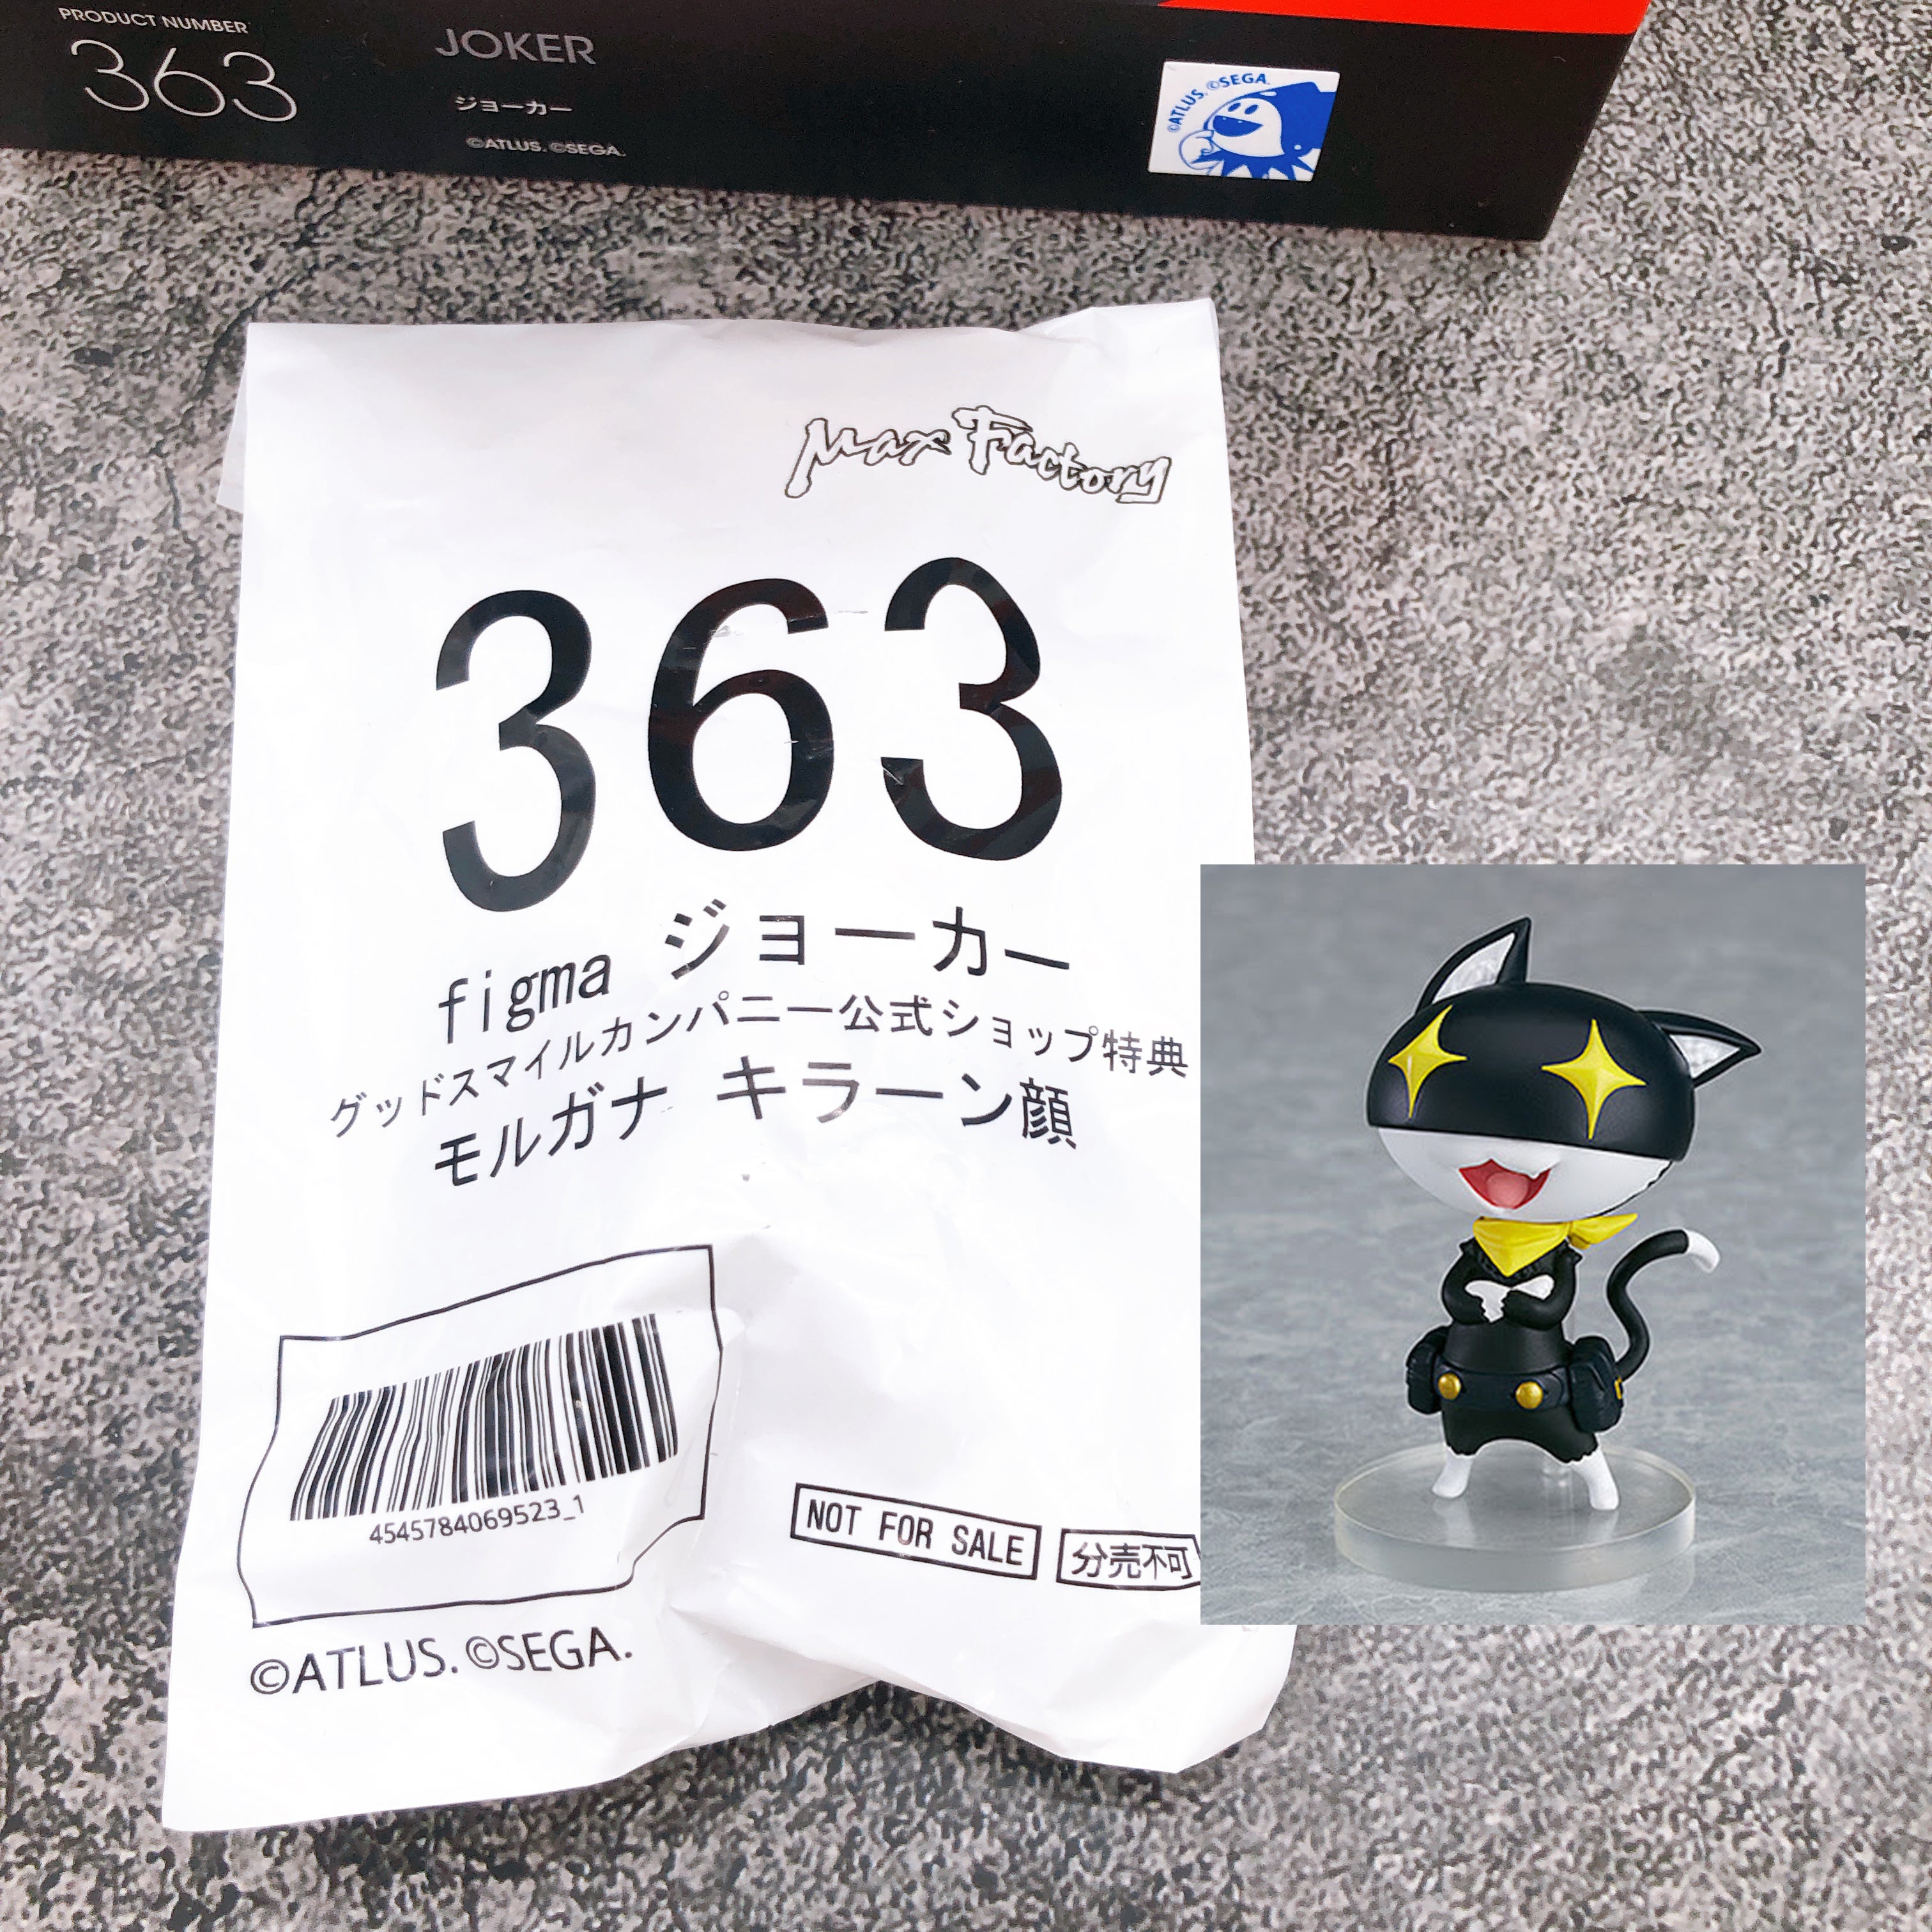 PRODUCT NUMBER
363
JOKER
ジョーカー
©ATLUS. ©SEGA.
©ATLUS. ©SEGA.
Max Factory
363
figma ジョーカー
グッドスマイルカンパニー公式ショップ特典
モルガナ キラーン顔
4545784069523_1
NOT FOR SALE
分売不可
©ATLUS. ©SEGA.